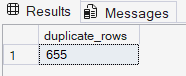 Results Messages
duplicate_rows
1 655